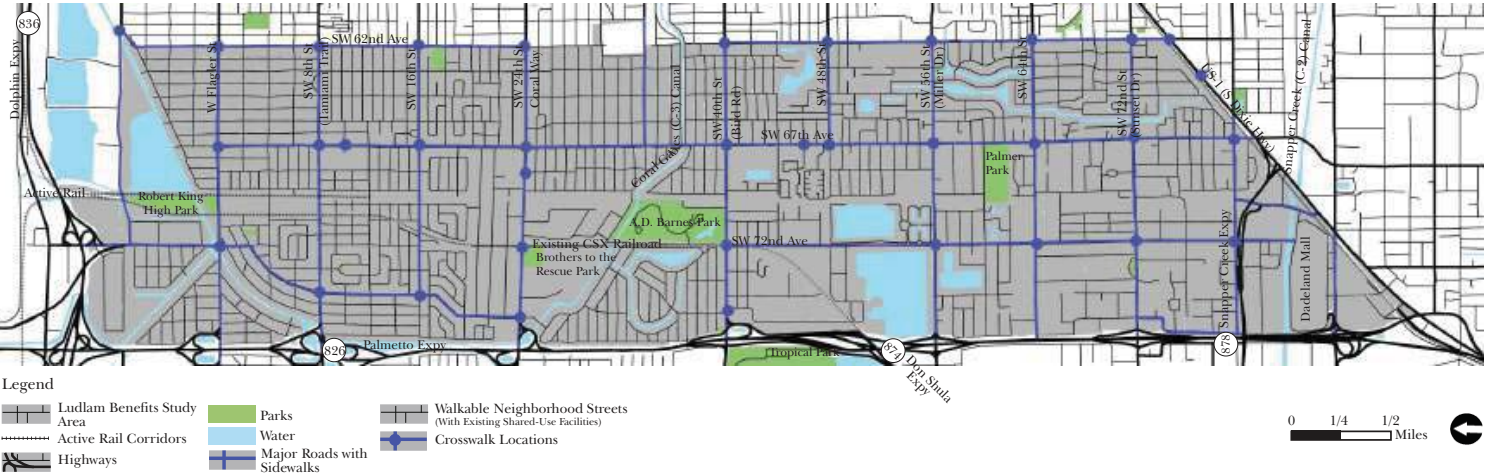 836
Dolphin Expy
SW 62nd Ave
W Flagler St
SW 8th St
(Tamiami Trail)
SW 16th St
SW 24th St
Coral Way
Coral Gables (C-3) Canal
SW 40th St
(Bird Rd)
SW 48th St
SW 56th St
(Miller Dr)
SW 64th St
SW 72nd St
(Sunset Dr)
US-1 (S Dixie Hwy)
Snapper Creek (C-2) Canal
SW 67th Ave
Palmer
Park
Active Rail
Robert King
High Park
A.D. Barnes Park
Existing CSX Railroad
Brothers to the
Rescue Park
SW 72nd Ave
Snapper Creek Expy
Dadeland Mall
826
Palmetto Expy
Tropical Park
874
Don Shula
Expy
878
Legend
Ludlam Benefits Study
Area
Active Rail Corridors
Highways
Parks
Water
Major Roads with
Sidewalks
Walkable Neighborhood Streets
(With Existing Shared-Use Facilities)
Crosswalk Locations
0 1/4 1/2
Miles